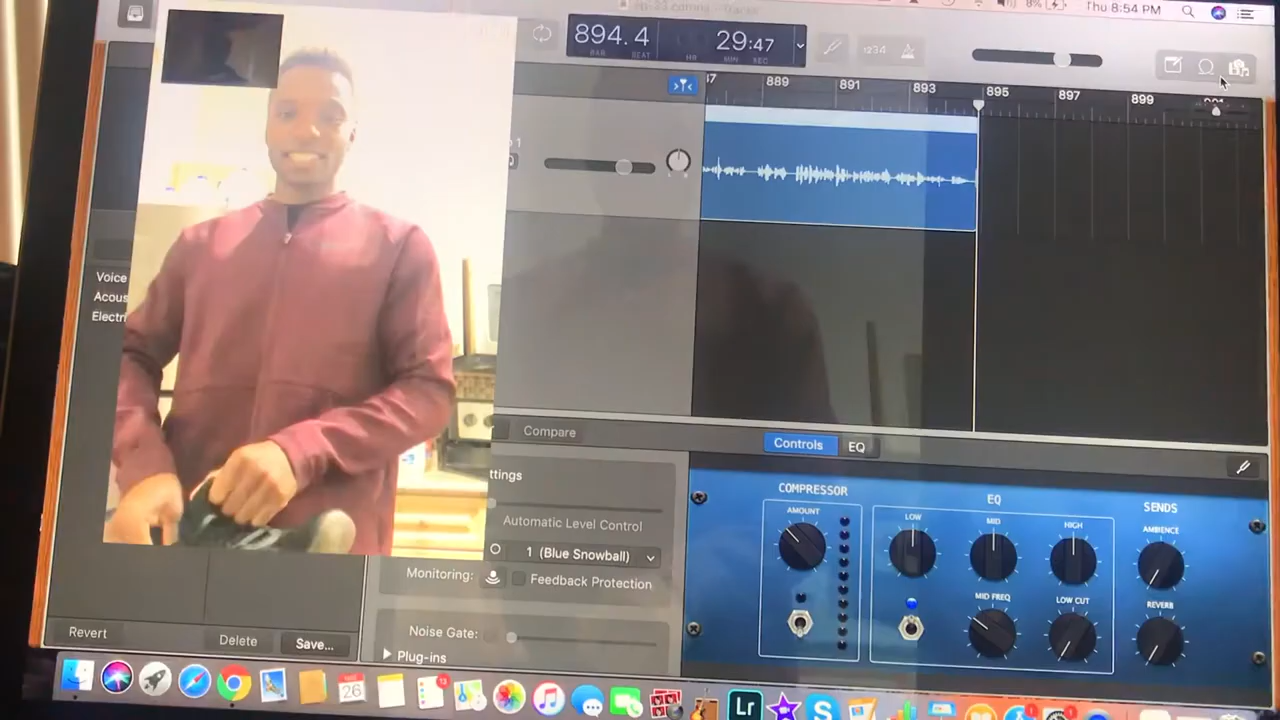 8%
Thu 8:54 PM
894.4
29:47
BAR
BEAT
HR
MIN
SEC
1234
889
891
893
895
897
899
Voice
Acous
Electri
Compare
Controls
EQ
ttings
Automatic Level Control
1 (Blue Snowball)
Monitoring:
Feedback Protection
Noise Gate:
Plug-ins
Revert
Delete
Save...
COMPRESSOR
AMOUNT
EQ
LOW
MID
HIGH
MID FREQ
LOW CUT
SENDS
AMBIENCE
REVERB
26
13
Lr